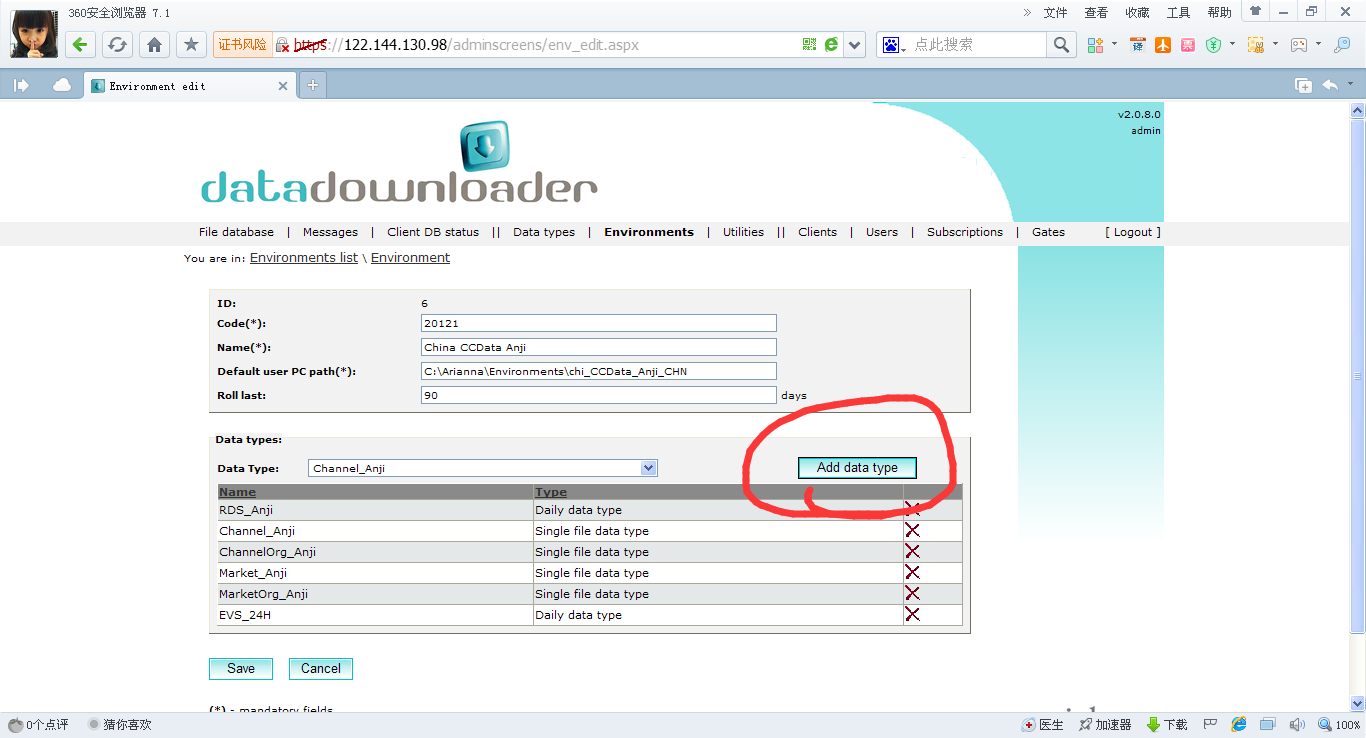 360安全浏览器 7.1
» 文件 查看 收藏 工具 帮助
证书风险 https://122.144.130.98/adminscreens/env_edit.aspx
点此搜索
译
票
Environment edit
v2.0.8.0
admin
datadownloader
File database | Messages | Client DB status || Data types | Environments | Utilities || Clients | Users | Subscriptions | Gates [ Logout ]
You are in: Environments list \ Environment
ID: 6
Code(*): 20121
Name(*): China CCData Anji
Default user PC path(*): C:\Arianna\Environments\chi_CCData_Anji_CHN
Roll last: 90 days
Data types:
Data Type: Channel_Anji Add data type
Name Type
RDS_Anji Daily data type
Channel_Anji Single file data type
ChannelOrg_Anji Single file data type
Market_Anji Single file data type
MarketOrg_Anji Single file data type
EVS_24H Daily data type
Save Cancel
(*) - mandatory fields
0个点评 猜你喜欢 医生 加速器 下载 100%